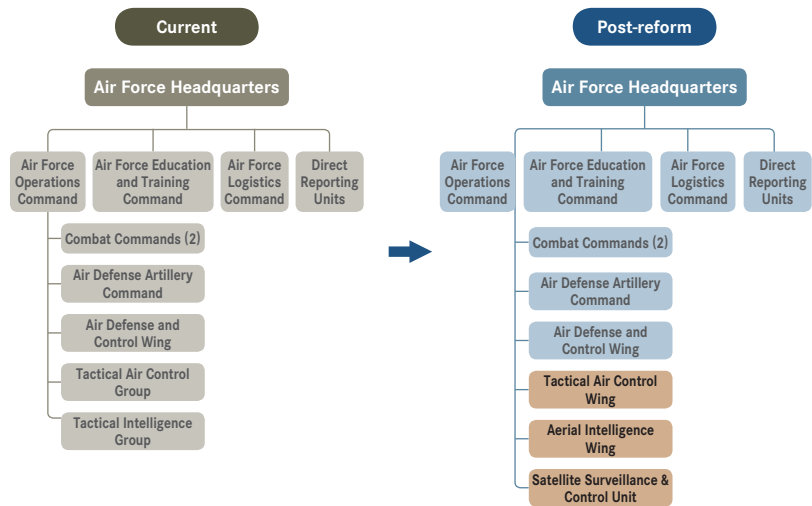 Current
Air Force Headquarters
Air Force
Operations
Command
Air Force Education
and Training
Command
Air Force
Logistics
Command
Direct
Reporting
Units
Combat Commands (2)
Air Defense Artillery
Command
Air Defense and
Control Wing
Tactical Air Control
Group
Tactical Intelligence
Group
Post-reform
Air Force Headquarters
Air Force
Operations
Command
Air Force Education
and Training
Command
Air Force
Logistics
Command
Direct
Reporting
Units
Combat Commands (2)
Air Defense Artillery
Command
Air Defense and
Control Wing
Tactical Air Control
Wing
Aerial Intelligence
Wing
Satellite Surveillance &
Control Unit